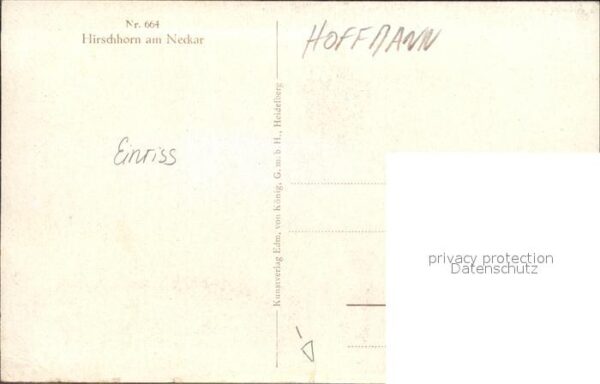 Nr. 664
Hirschhorn am Neckar
HOFFMANN
Einriss
Kunstverlag Edm. von König, G. m. b H., Heidelberg
privacy protection
Datenschutz